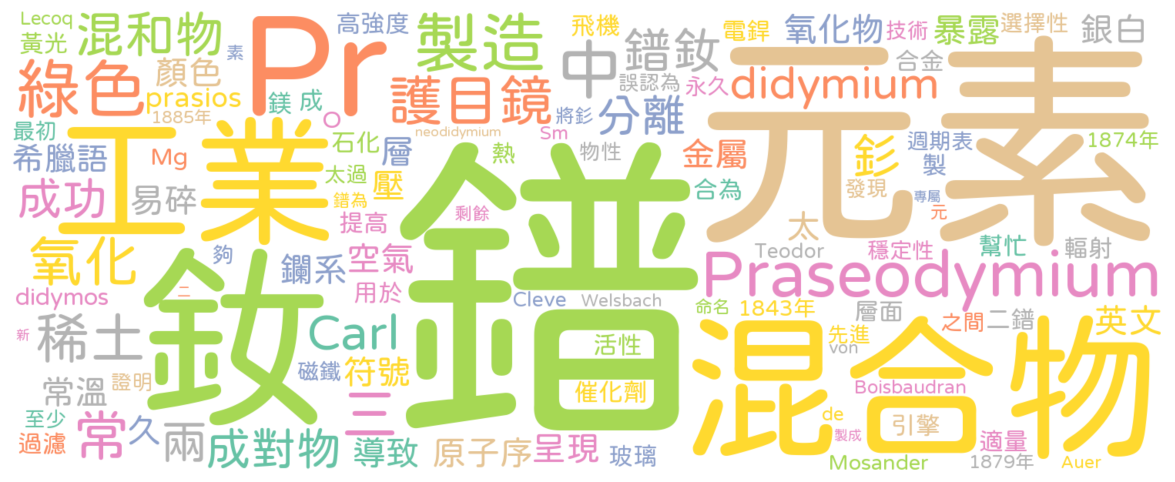 Lecoq
混和物
素
Pr
高強度
製造
飛機
電銲
氧化物
技術
暴露
選擇性
銀白
黃光
綠色
顏色
prasios
1885年
鎂
成
O
護目鏡
中
鐠釹
誤認為
永久
didymium
合金
最初
希臘語
工業
Mg
石化
層
neodidymium
Sm
將釤
分離
物性
元素
釤
週期表
1874年
製
成功
易碎
太過
鐠為
壓
熱
鐠
金屬
合為
發現
專屬
元
氧化
釹
夠
提高
剩餘
鑭系
空氣
用於
太
Teodor
穩定性
幫忙
輻射
didymos
二
Cleve
Welsbach
Praseodymium
新
稀土
Carl
命名
1843年
層面
之間
二鐠
英文
磁鐵
符號
活性
混合物
先進
von
常溫
證明
三
催化劑
Boisbaudran
至少
過濾
常
久
兩
成對物
導致
原子序
呈現
玻璃
de
製成
引擎
適量
Mosander
1879年
Auer